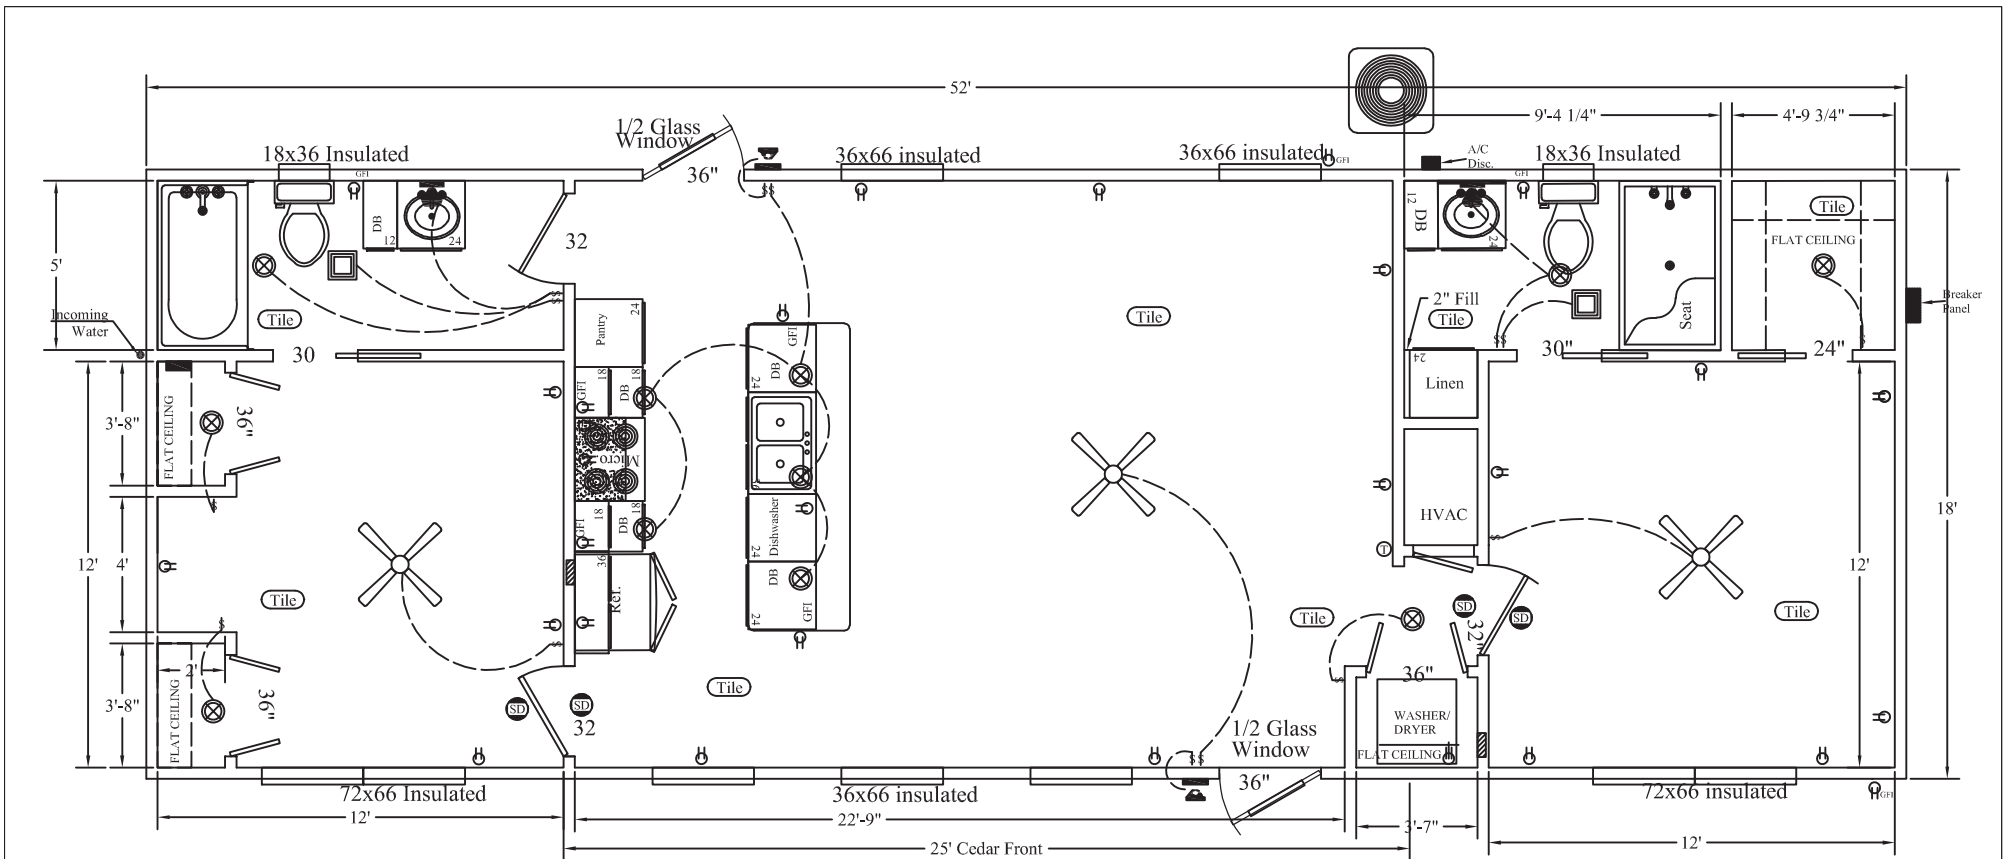 52'
9'-4 1/4"
4'-9 3/4"
1/2 Glass
Window
18x36 Insulated
36x66 insulated
36x66 insulated
GFI
A/C
Disc.
18x36 Insulated
GFI
36"
$$
GFI
DB
12
24
32
12
DB
24
Tile
FLAT CEILING
5'
Incoming
Water
Tile
$
$
30
Pantry
24
GFI
DB
24
Tile
2" Fill
Tile
$$
Seat
30"
$
24"
Breaker
Panel
24
Linen
3'-8"
FLAT CEILING
36"
$
GFI
18
DB
18
Micro.
HVAC
$
18'
12'
4'
12'
Tile
$
$
GFI
18
DB
18
36
Ref.
Dishwasher
24
DB
24
GFI
T
Tile
SD
SD
32"
Tile
3'-8"
2'
FLAT CEILING
36"
SD
SD
32
Tile
1/2 Glass
Window
$$
36"
$
36"
WASHER/
DRYER
FLAT CEILING
72x66 Insulated
36x66 insulated
72x66 insulated
GFI
12'
22'-9"
3'-7"
12'
25' Cedar Front